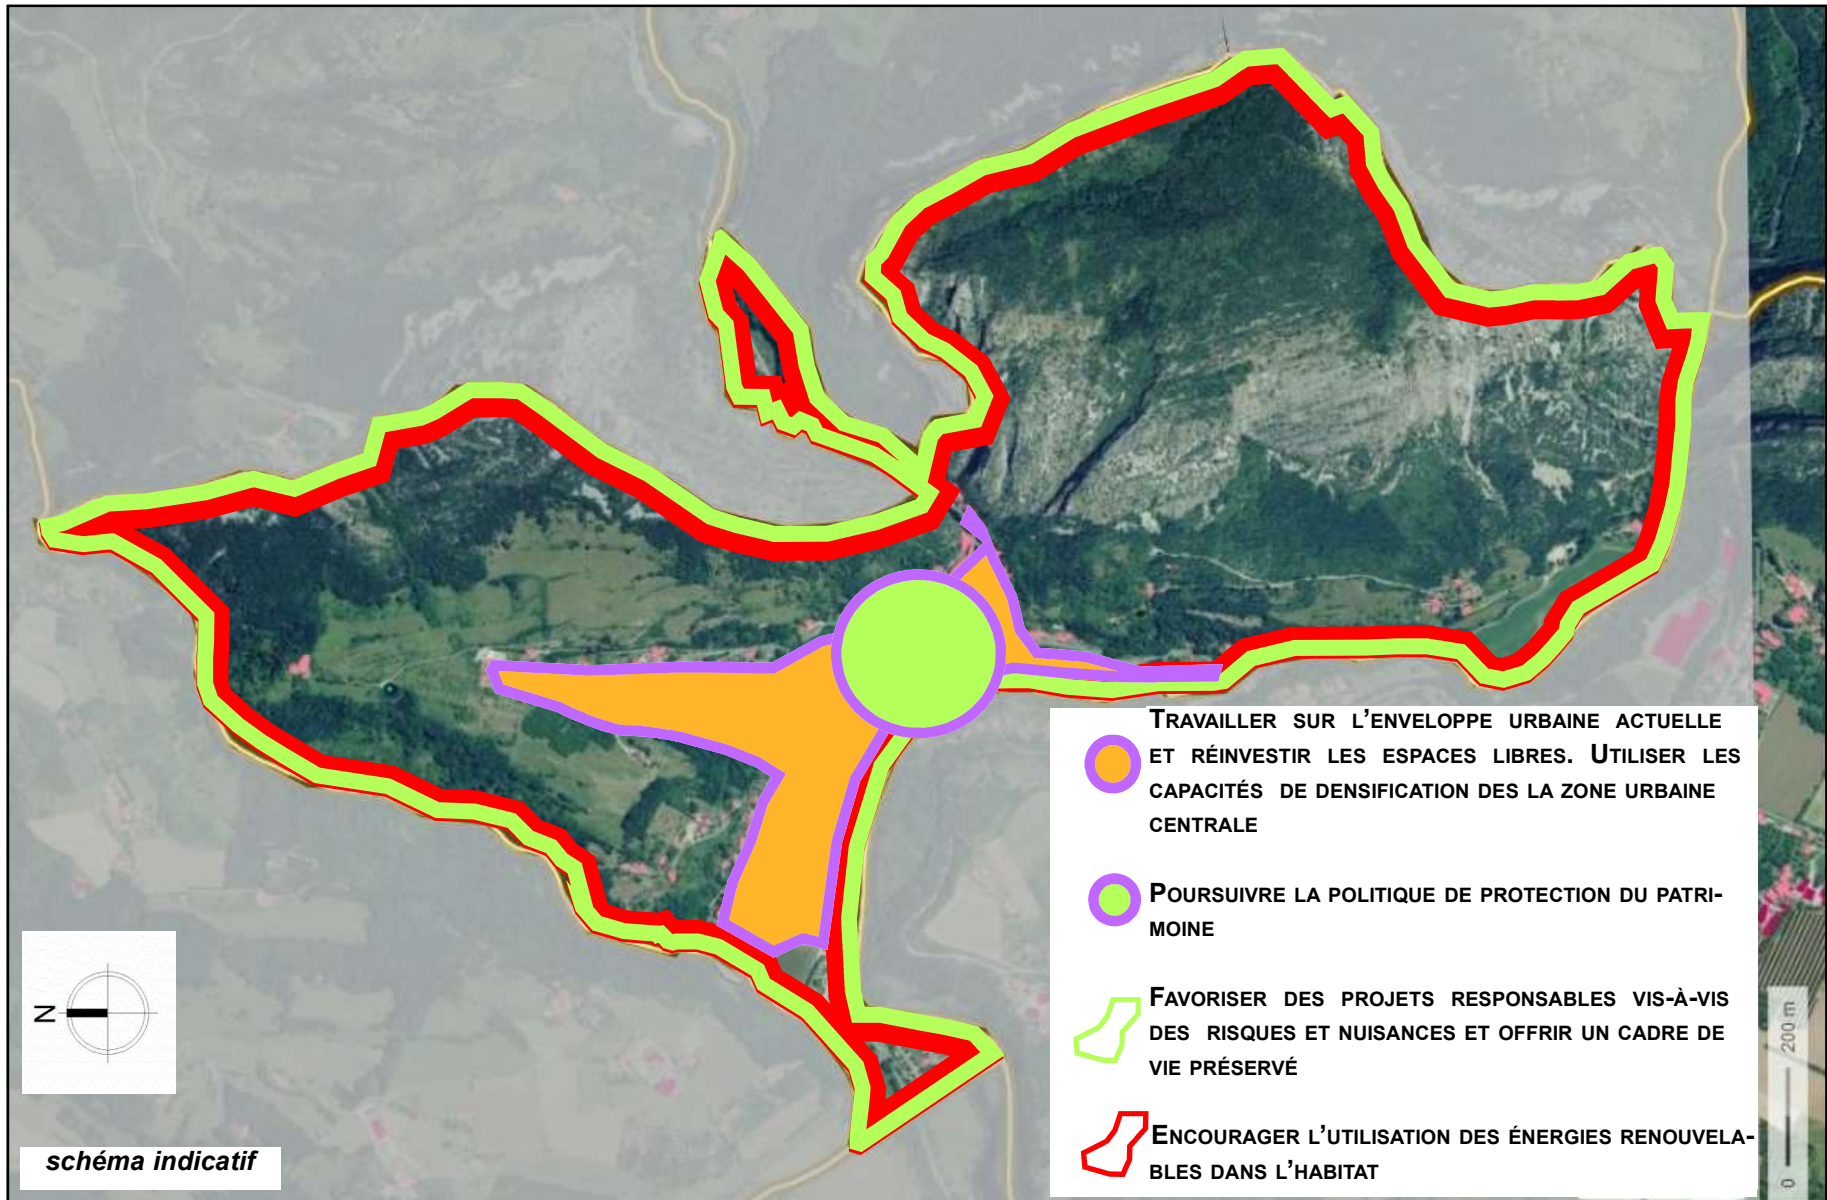 TRAVAILLER SUR L'ENVELOPPE URBAINE ACTUELLE
ET RÉINVESTIR LES ESPACES LIBRES. UTILISER LES
CAPACITÉS DE DENSIFICATION DES LA ZONE URBAINE
CENTRALE
POURSUIVRE LA POLITIQUE DE PROTECTION DU PATRI-
MOINE
FAVORISER DES PROJETS RESPONSABLES VIS-À-VIS
DES RISQUES ET NUISANCES ET OFFRIR UN CADRE DE
VIE PRÉSERVÉ
ENCOURAGER L'UTILISATION DES ÉNERGIES RENOUVELA-
BLES DANS L'HABITAT
N
schéma indicatif
0 200 m